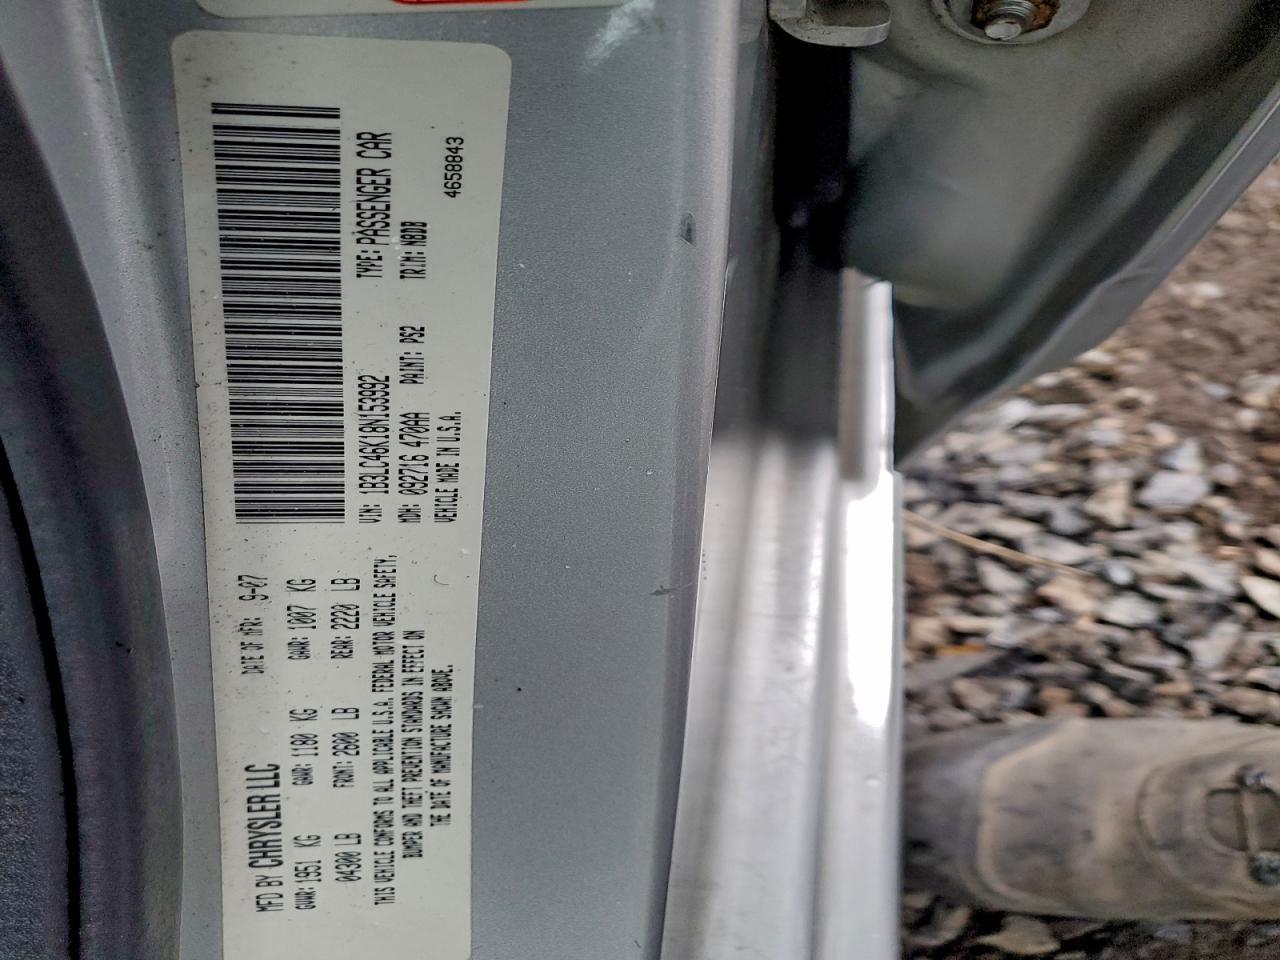 MFD BY CHRYSLER LLC
DATE OF MFR: 9-07
GVWR: 1951 KG
GAWR: 1180 KG
GAWR: 1007 KG
04300 LB
FRONT: 2600 LB
REAR: 2220 LB
THIS VEHICLE CONFORMS TO ALL APPLICABLE U.S.A. FEDERAL MOTOR VEHICLE SAFETY,
BUMPER AND THEFT PREVENTION STANDARDS IN EFFECT ON
THE DATE OF MANUFACTURE SHOWN ABOVE.
VIN: 1B3LC46K18N153992
TYPE: PASSENGER CAR
MDH: 092716 470AA
PAINT: PS2
TRIM: M8DB
VEHICLE MADE IN U.S.A.
4658843